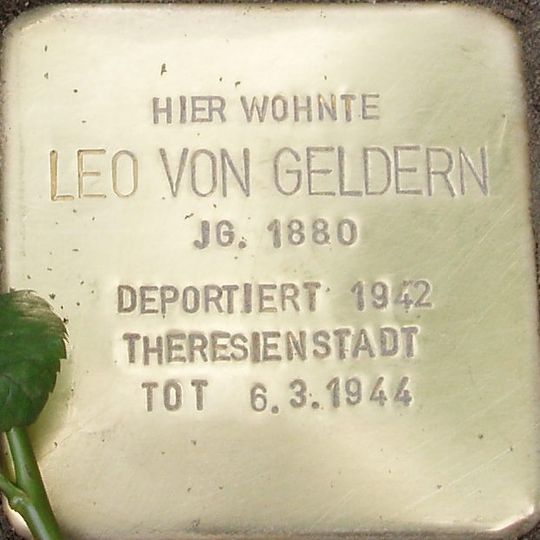 HIER WOHNTE
LEO VON GELDERN
JG. 1880
DEPORTIERT 1942
THERESIENSTADT
TOT 6.3.1944